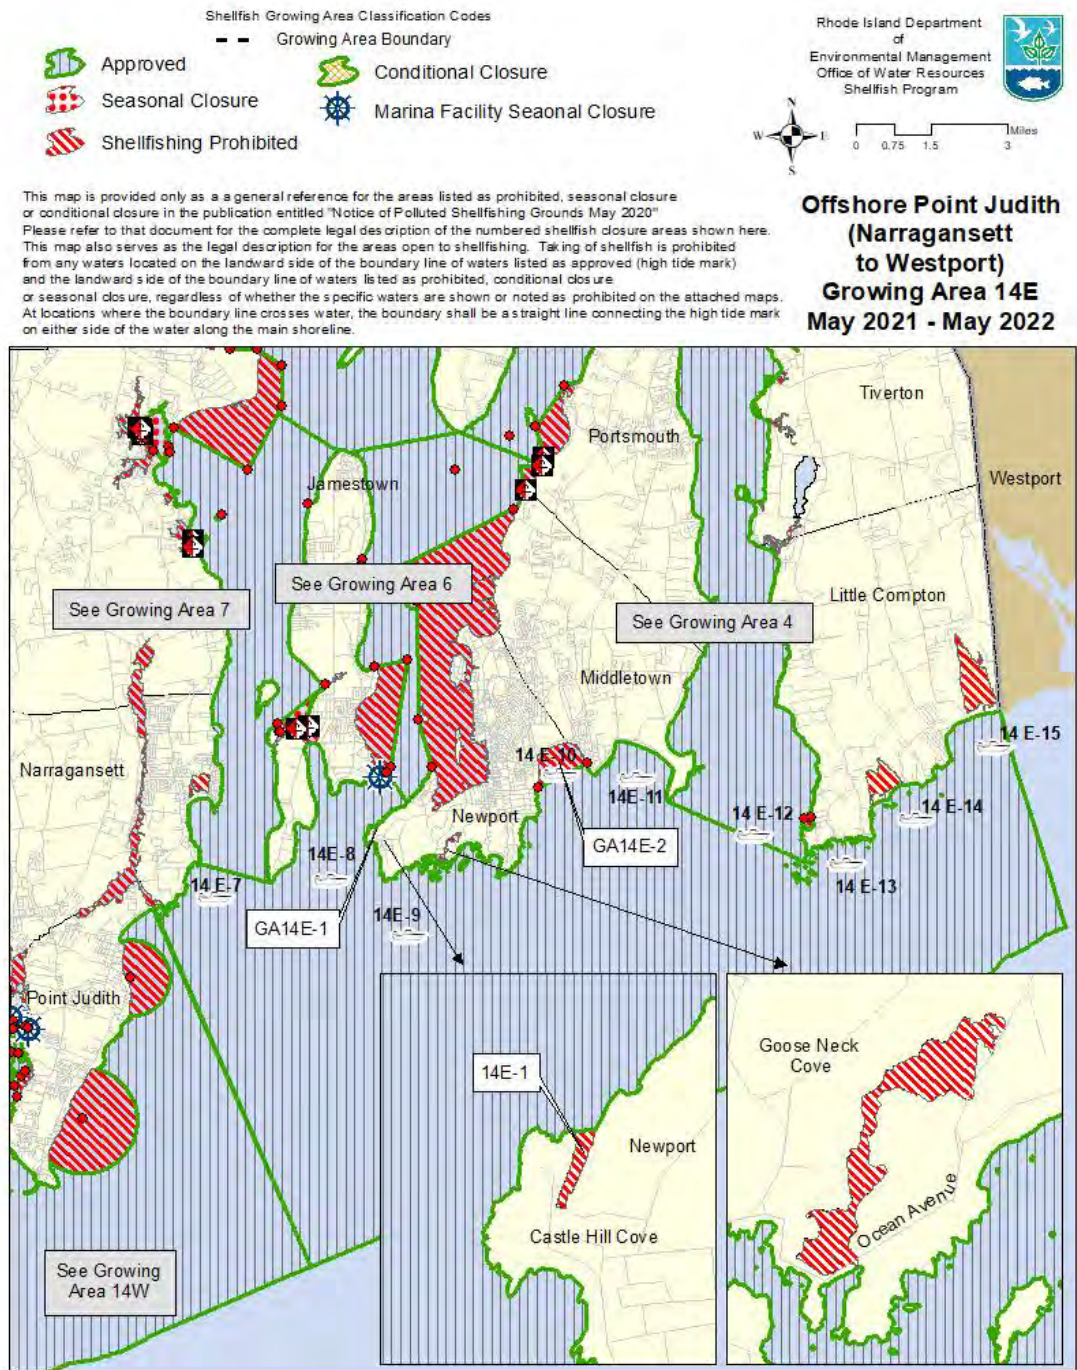 Shellfish Growing Area Classification Codes
Growing Area Boundary
Approved
Seasonal Closure
Shellfishing Prohibited
Conditional Closure
Marina Facility Seaonal Closure
Rhode Island Department
of
Environmental Management
Office of Water Resources
Shellfish Program
N
W
E
S
Miles
0 0.75 1.5 3
This map is provided only as a a general reference for the areas listed as prohibited, seasonal closure
or conditional closure in the publication entitled "Notice of Polluted Shellfishing Grounds May 2020"
Please refer to that document for the complete legal description of the numbered shellfish closure areas shown here.
This map also serves as the legal description for the areas open to shellfishing. Taking of shellfish is prohibited
from any waters located on the landward side of the boundary line of waters listed as approved (high tide mark)
and the landward side of the boundary line of waters listed as prohibited, conditional closure
or seasonal closure, regardless of whether the specific waters are shown or noted as prohibited on the attached maps.
At locations where the boundary line crosses water, the boundary shall be a straight line connecting the high tide mark
on either side of the water along the main shoreline.
Offshore Point Judith
(Narragansett
to Westport)
Growing Area 14E
May 2021 - May 2022
Tiverton
Portsmouth
Westport
Jamestown
See Growing Area 6
See Growing Area 7
Little Compton
See Growing Area 4
Middletown
14 E-15
14 E-10
Narragansett
14E-11
14 E-14
14 E-12
Newport
GA14E-2
14E-8
14 E-7
14 E-13
14E-9
GA14E-1
Point Judith
See Growing
Area 14W
14E-1
Newport
Castle Hill Cove
Goose Neck
Cove
Ocean Avenue